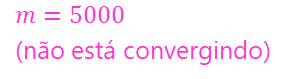 m = 5000
(não está convergindo)